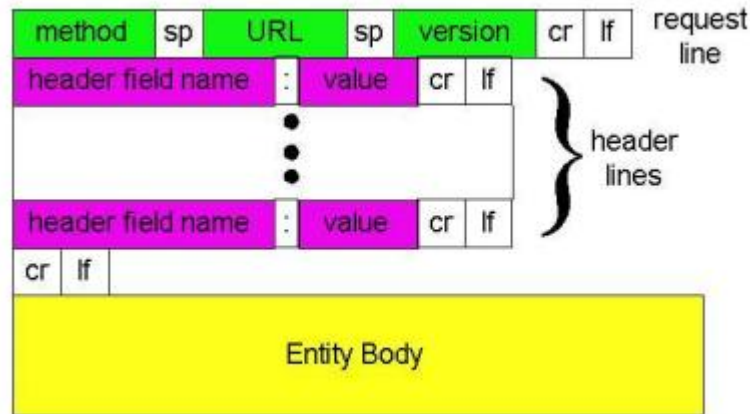 method sp URL sp version cr lf request line
header field name : value cr lf
header lines
header field name : value cr lf
cr lf
Entity Body